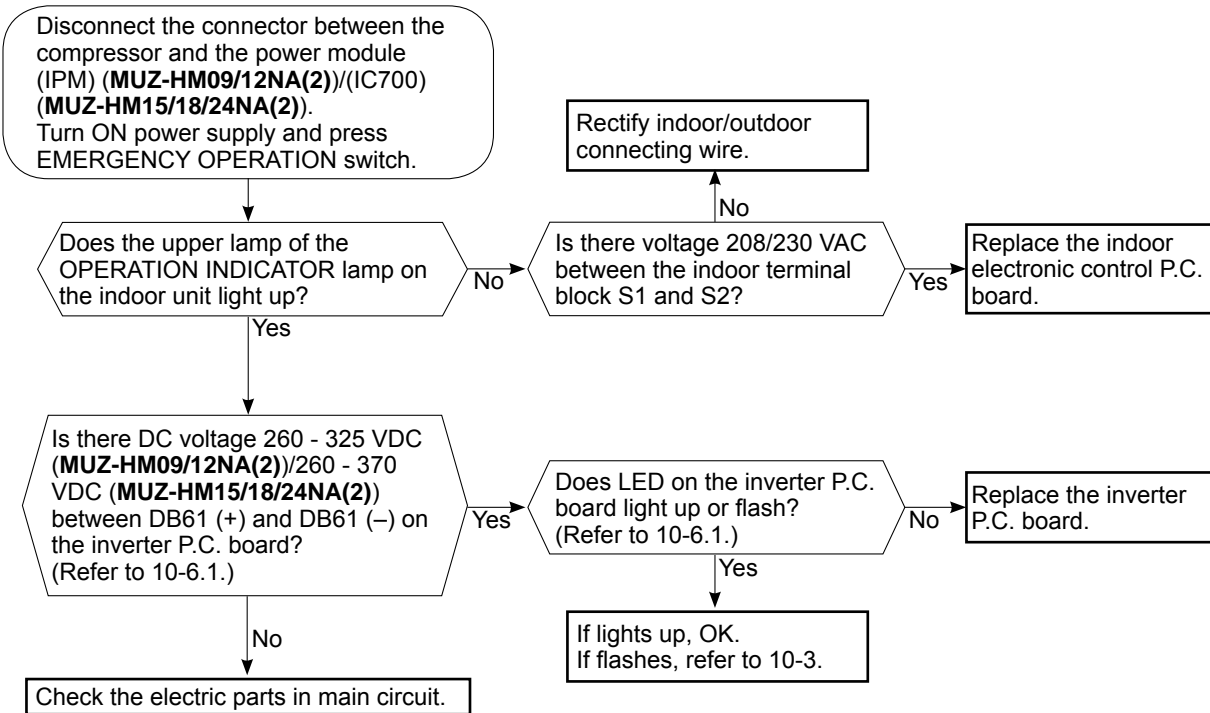 Disconnect the connector between the
compressor and the power module
(IPM) (MUZ-HM09/12NA(2))/(IC700)
(MUZ-HM15/18/24NA(2)).
Turn ON power supply and press
EMERGENCY OPERATION switch.
Rectify indoor/outdoor
connecting wire.
No
Does the upper lamp of the
OPERATION INDICATOR lamp on
the indoor unit light up?
No
Is there voltage 208/230 VAC
between the indoor terminal
block S1 and S2?
Yes
Replace the indoor
electronic control P.C.
board.
Yes
Is there DC voltage 260 - 325 VDC
(MUZ-HM09/12NA(2))/260 - 370
VDC (MUZ-HM15/18/24NA(2))
between DB61 (+) and DB61 (–) on
the inverter P.C. board?
(Refer to 10-6.1.)
Yes
Does LED on the inverter P.C.
board light up or flash?
(Refer to 10-6.1.)
No
Replace the inverter
P.C. board.
Yes
If lights up, OK.
If flashes, refer to 10-3.
No
Check the electric parts in main circuit.